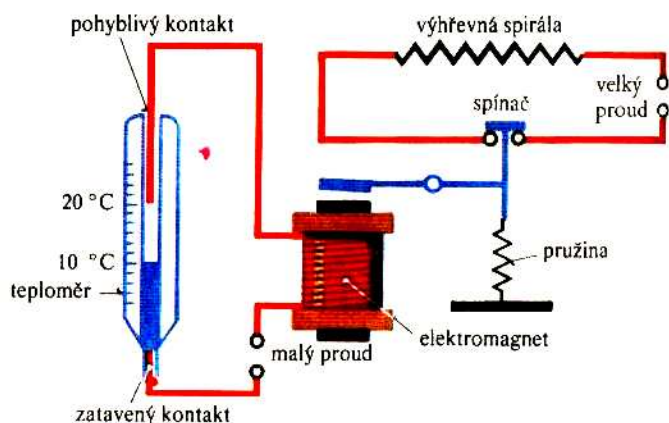 pohyblivý kontakt
výhřevná spirála
velký
proud
spínač
20 °C
10 °C
teploměr
pružina
malý proud
elektromagnet
zatavený kontakt